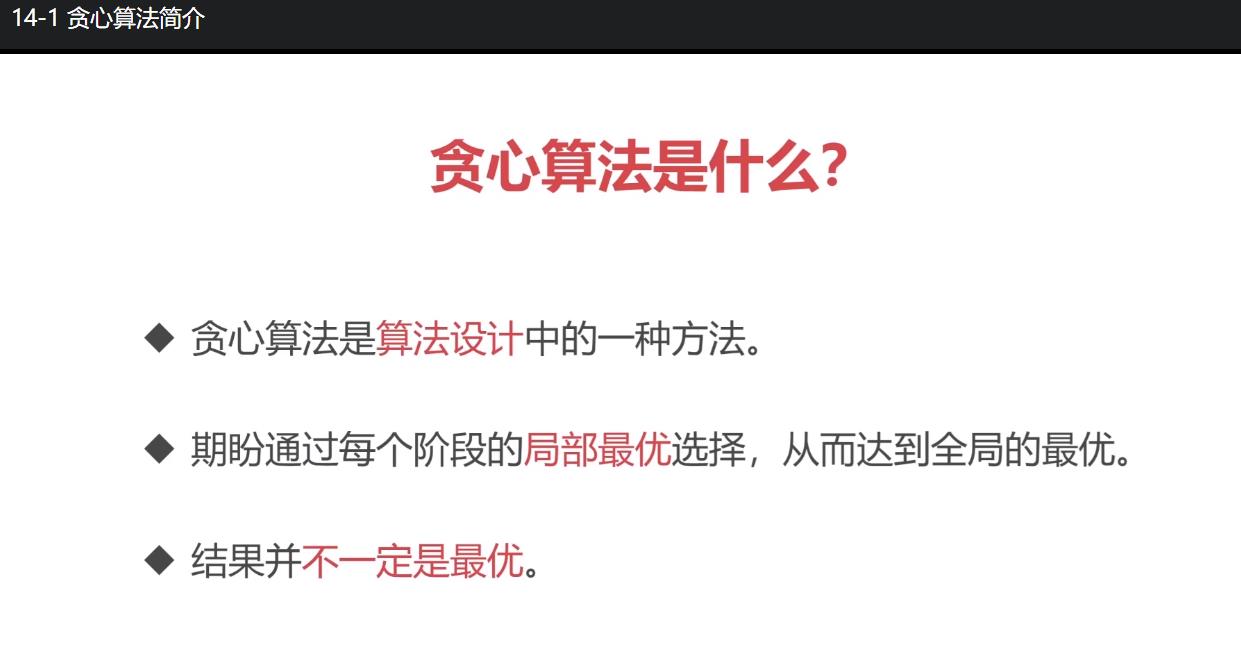 14-1 贪心算法简介
贪心算法是什么？
◆ 贪心算法是算法设计中的一种方法。
◆ 期盼通过每个阶段的局部最优选择，从而达到全局的最优。
◆ 结果并不一定是最优。